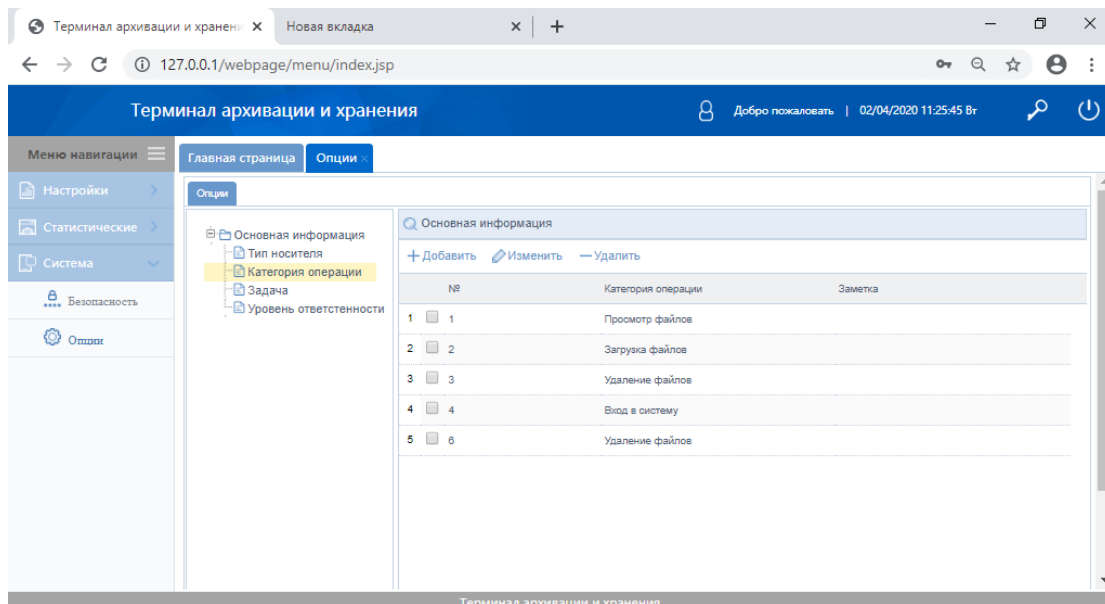 Терминал архивации и хранени
Новая вкладка
127.0.0.1/webpage/menu/index.jsp
Терминал архивации и хранения
Добро пожаловать | 02/04/2020 11:25:45 Вт
Меню навигации
Главная страница Опции
Настройки
Статистические
Система
Безопасность
Опции
Опции
Основная информация
Тип носителя
Категория операции
Задача
Уровень ответстенности
Основная информация
Добавить Изменить Удалить
№ Категория операции Заметка
1 1 Просмотр файлов
2 2 Загрузка файлов
3 3 Удаление файлов
4 4 Вход в систему
5 6 Удаление файлов
Терминал архивации и хранения